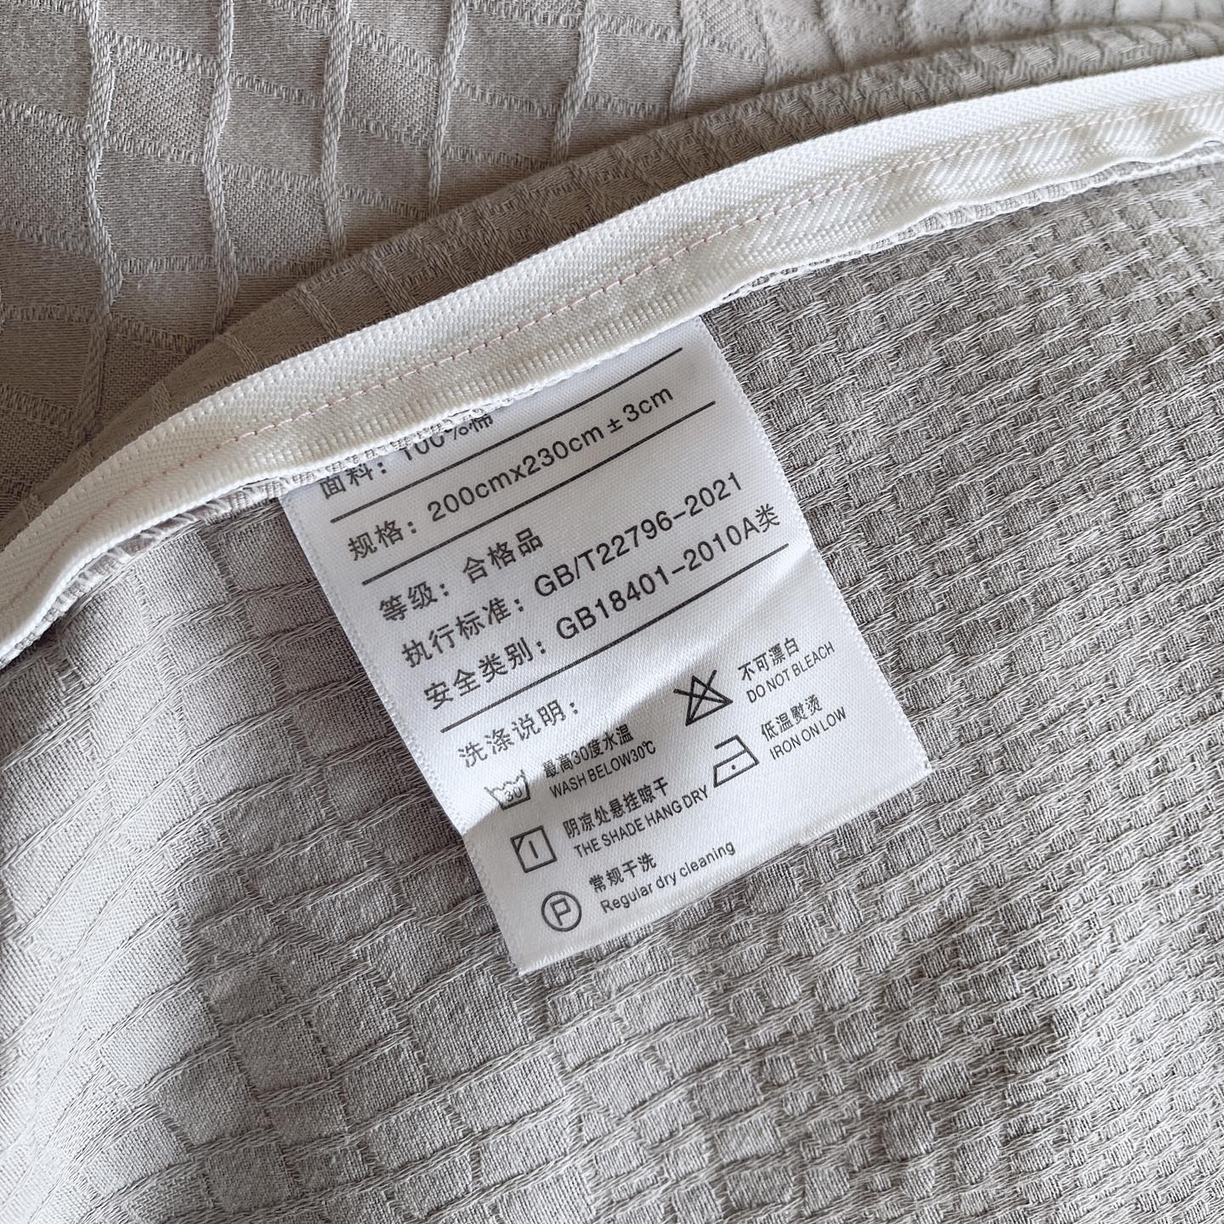 面料：100%棉
规格：200cmx230cm±3cm
等级：合格品
执行标准：GB/T22796-2021
安全类别：GB18401-2010A类
洗涤说明：
30
最高30度水温
WASH BELOW30℃
不可漂白
DO NOT BLEACH
阴凉处悬挂晾干
THE SHADE HANG DRY
低温熨烫
IRON ON LOW
P
常规干洗
Regular dry cleaning